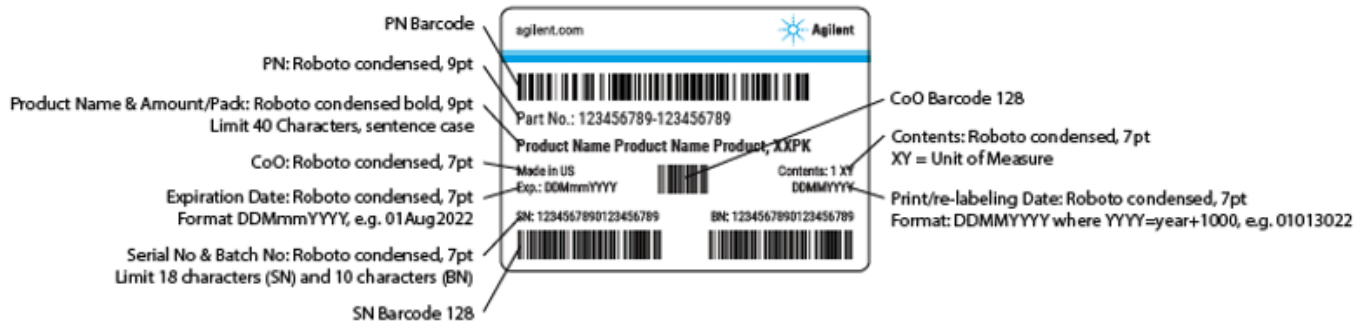 PN Barcode
PN: Roboto condensed, 9pt
Product Name & Amount/Pack: Roboto condensed bold, 9pt
Limit 40 Characters, sentence case
CoO: Roboto condensed, 7pt
Expiration Date: Roboto condensed, 7pt
Format DDMmmYYYY, e.g. 01Aug2022
Serial No & Batch No: Roboto condensed, 7pt
Limit 18 characters (SN) and 10 characters (BN)
SN Barcode 128
agilent.com
Agilent
Part No.: 123456789-123456789
Product Name Product Name Product, XXPK
Made in US
Exp.: DDMmmYYYY
Contents: 1 XY
DDMMYYYY
SN: 1234567890123456789
BN: 1234567890123456789
CoO Barcode 128
Contents: Roboto condensed, 7pt
XY = Unit of Measure
Print/re-labeling Date: Roboto condensed, 7pt
Format: DDMMYYYY where YYYY=year+1000, e.g. 01013022